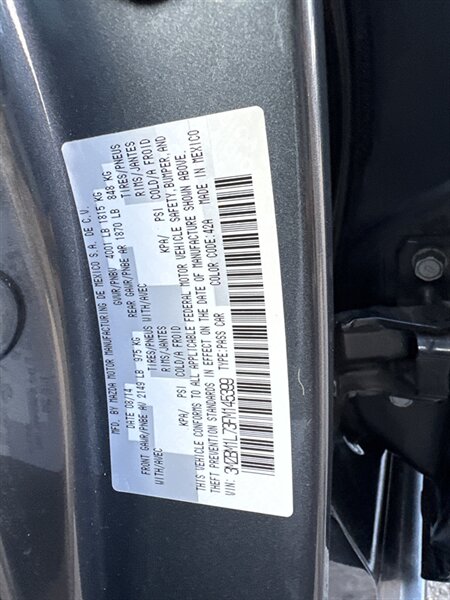 MFD. BY MAZDA MOTOR MANUFACTURING DE MEXICO S.A. DE C.V.
08/14 GVWR/PNBV 4001 LB 1815 KG
FRONT GAWR/PNBE AV 2149 LB 975 KG REAR GAWR/PNBE AR 1870 LB 848 KG
WITH/AVEC TIRES/PNEUS WITH/AVEC TIRES/PNEUS
RIMS/JANTES RIMS/JANTES
KPA/ PSI COLD/A FROID KPA/ PSI COLD/A FROID
THIS VEHICLE CONFORMS TO ALL APPLICABLE FEDERAL MOTOR VEHICLE SAFETY, BUMPER, AND
THEFT PREVENTION STANDARDS IN EFFECT ON THE DATE OF MANUFACTURE SHOWN ABOVE.
VIN: TYPE:PASS CAR COLOR CODE:42A MADE IN MEXICO